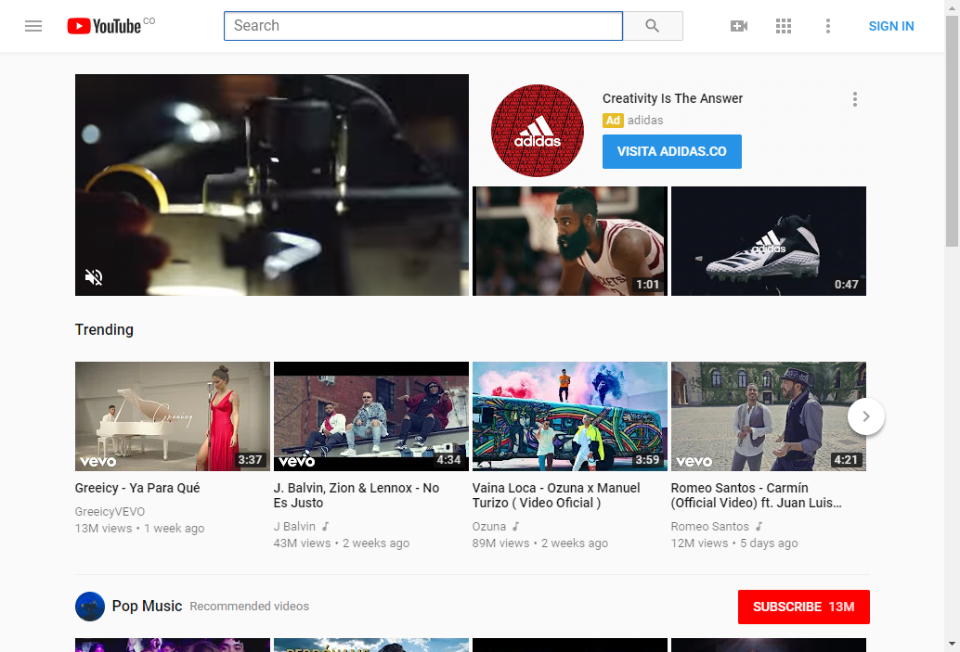 YouTube CO
Search
SIGN IN
Creativity Is The Answer
Ad adidas
VISITA ADIDAS.CO
adidas
1:01
adidas
0:47
Trending
Greeicy
vevo
3:37
vevo
4:34
3:59
vevo
4:21
Greeicy - Ya Para Qué
GreeicyVEVO
13M views • 1 week ago
J. Balvin, Zion & Lennox - No
Es Justo
J Balvin
43M views • 2 weeks ago
Vaina Loca - Ozuna x Manuel
Turizo ( Video Oficial )
Ozuna
89M views • 2 weeks ago
Romeo Santos - Carmín
(Official Video) ft. Juan Luis...
Romeo Santos
12M views • 5 days ago
Pop Music Recommended videos
SUBSCRIBE 13M